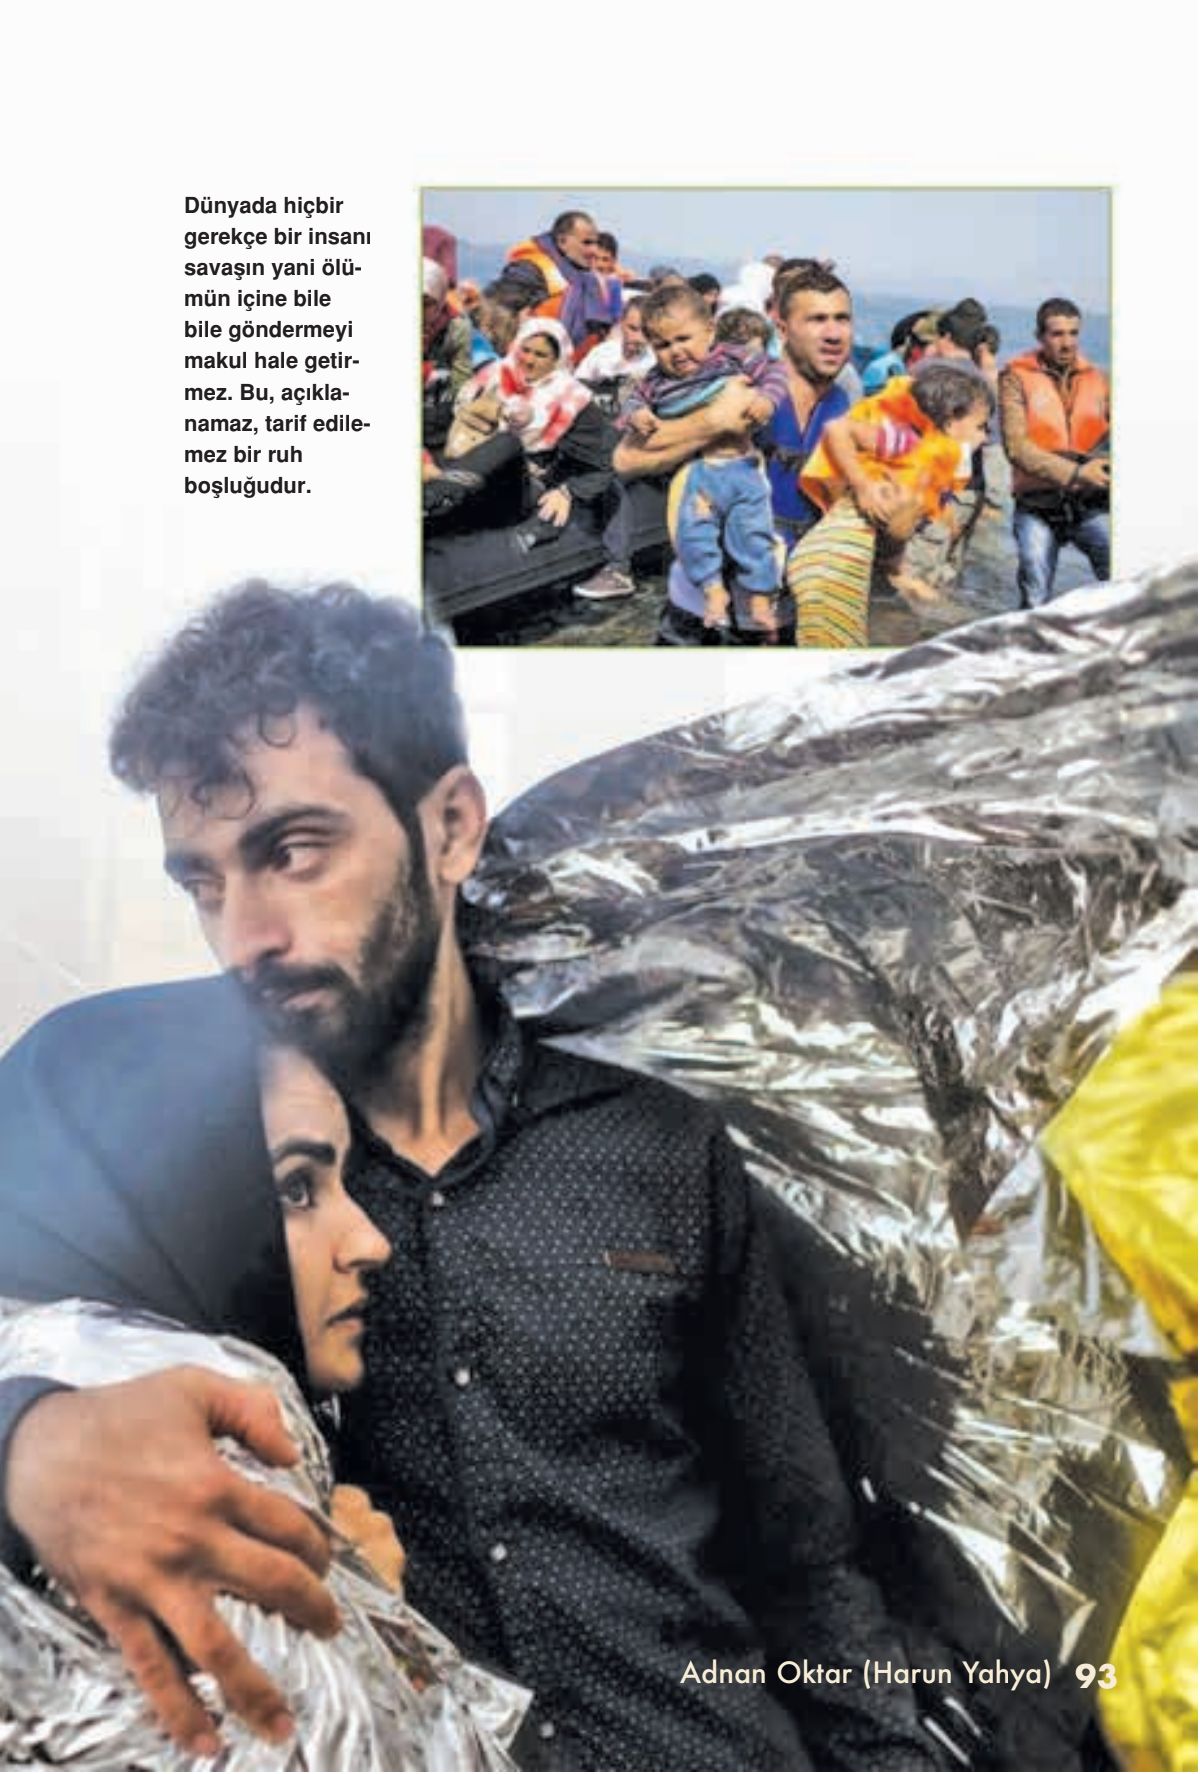 Dünyada hiçbir
gerekçe bir insanı
savaşın yani ölü-
mün içine bile
bile göndermeyi
makul hale getir-
mez. Bu, açıkla-
namaz, tarif edile-
mez bir ruh
boşluğudur.
Adnan Oktar (Harun Yahya) 93